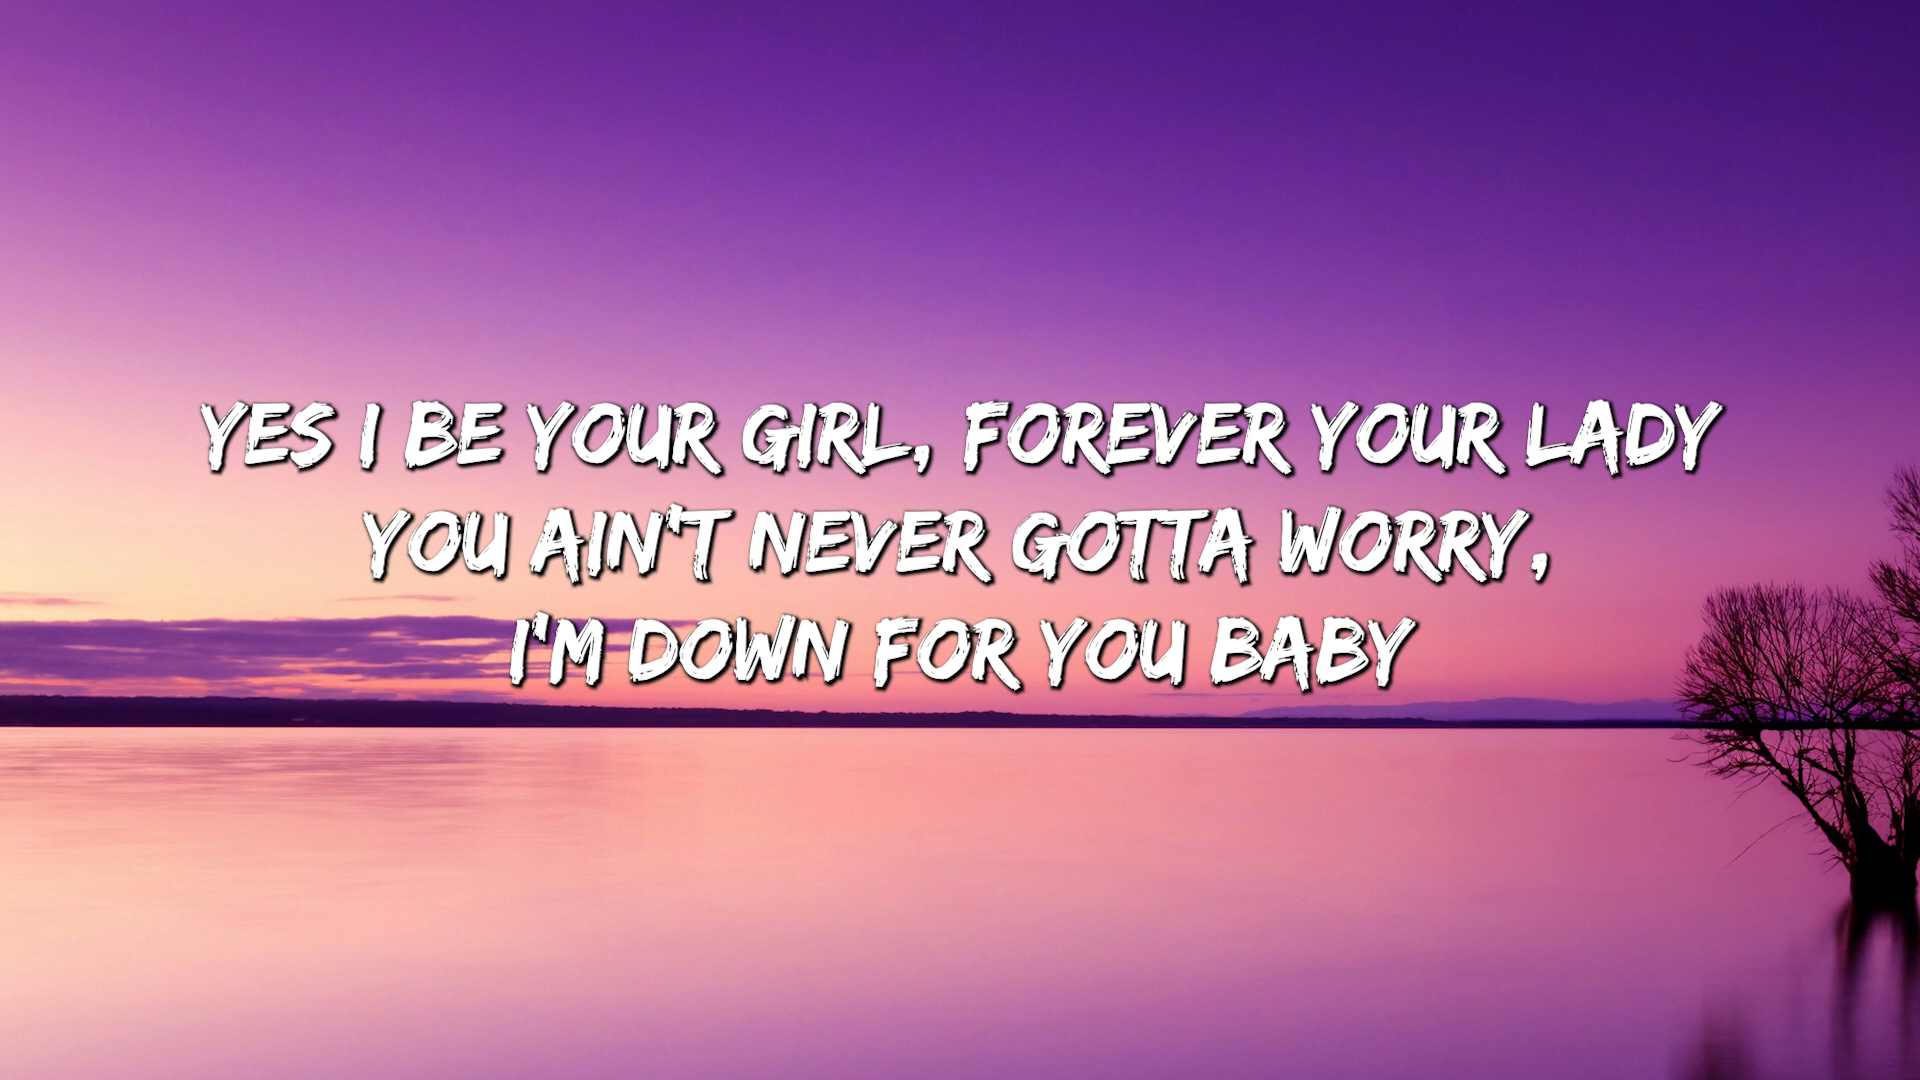 YES I BE YOUR GIRL, FOREVER YOUR LADY
YOU AIN'T NEVER GOTTA WORRY,
I'M DOWN FOR YOU BABY